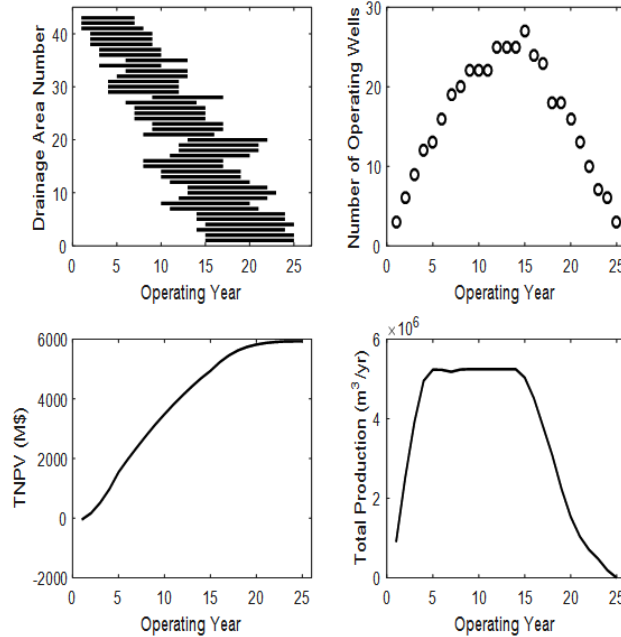 Drainage Area Number
40
30
20
10
0
0 5 10 15 20 25
Operating Year
Number of Operating Wells
30
20
10
0
0 5 10 15 20 25
Operating Year
TNPV (M$)
6000
4000
2000
0
-2000
0 5 10 15 20 25
Operating Year
Total Production (m³/yr)
×10⁶
6
4
2
0
0 5 10 15 20 25
Operating Year